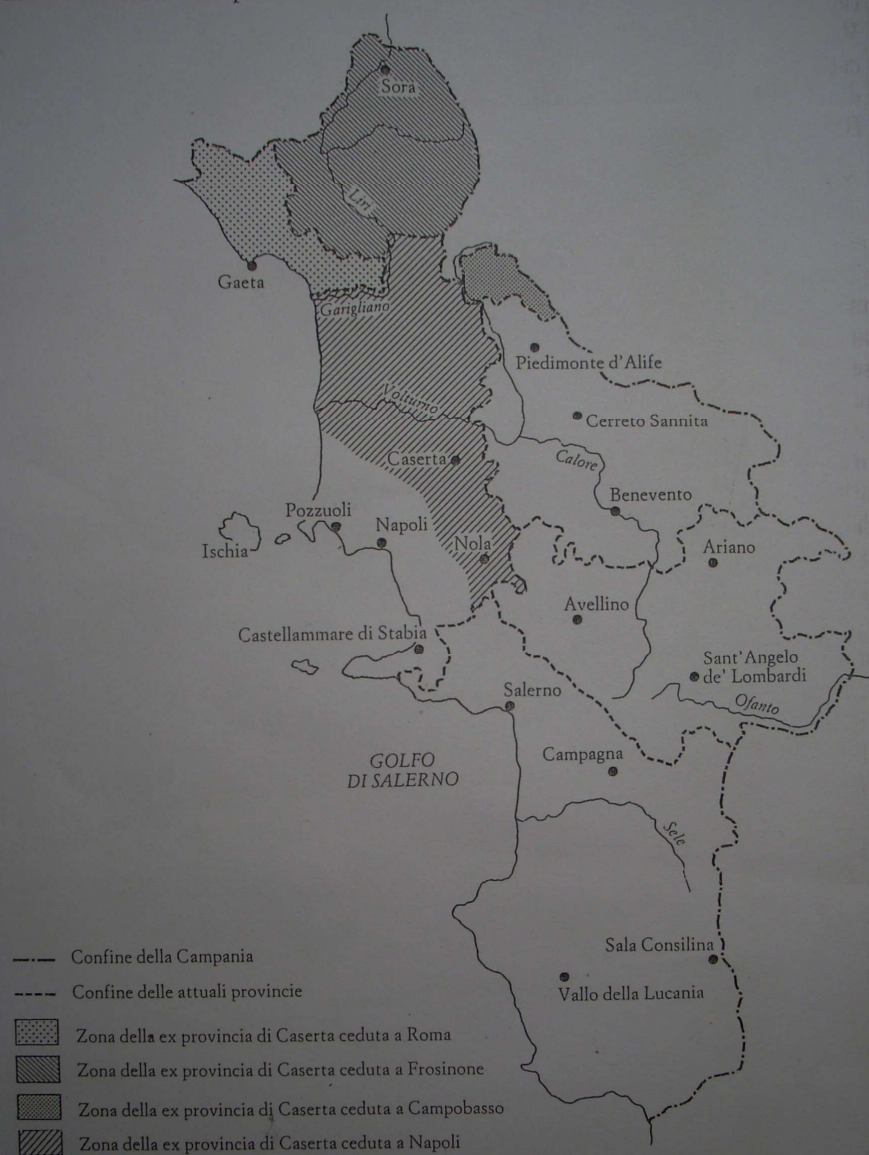 Sora
Liri
Gaeta
Garigliano
Piedimonte d'Alife
Volturno
Cerreto Sannita
Caserta
Calore
Benevento
Pozzuoli
Napoli
Ischia
Nola
Ariano
Avellino
Castellammare di Stabia
Sant'Angelo
de' Lombardi
Salerno
Ofanto
GOLFO
DI SALERNO
Campagna
Sele
Sala Consilina
Vallo della Lucania
Confine della Campania
Confine delle attuali provincie
Zona della ex provincia di Caserta ceduta a Roma
Zona della ex provincia di Caserta ceduta a Frosinone
Zona della ex provincia di Caserta ceduta a Campobasso
Zona della ex provincia di Caserta ceduta a Napoli